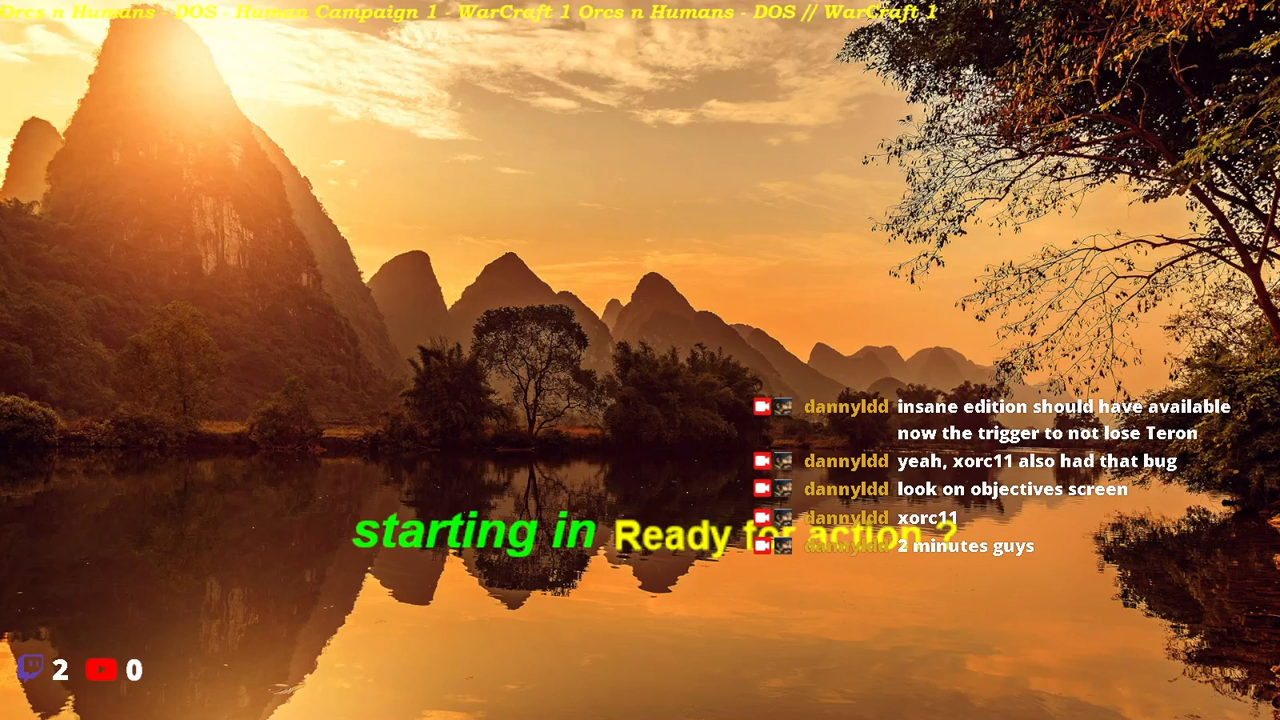 Orcs n Humans - DOS - Human Campaign 1 - WarCraft 1 Orcs n Humans - DOS // WarCraft 1
dannyldd insane edition should have available
now the trigger to not lose Teron
dannyldd yeah, xorc11 also had that bug
dannyldd look on objectives screen
dannyldd xorc11
starting in Ready for action ?
dannyldd 2 minutes guys
2 0